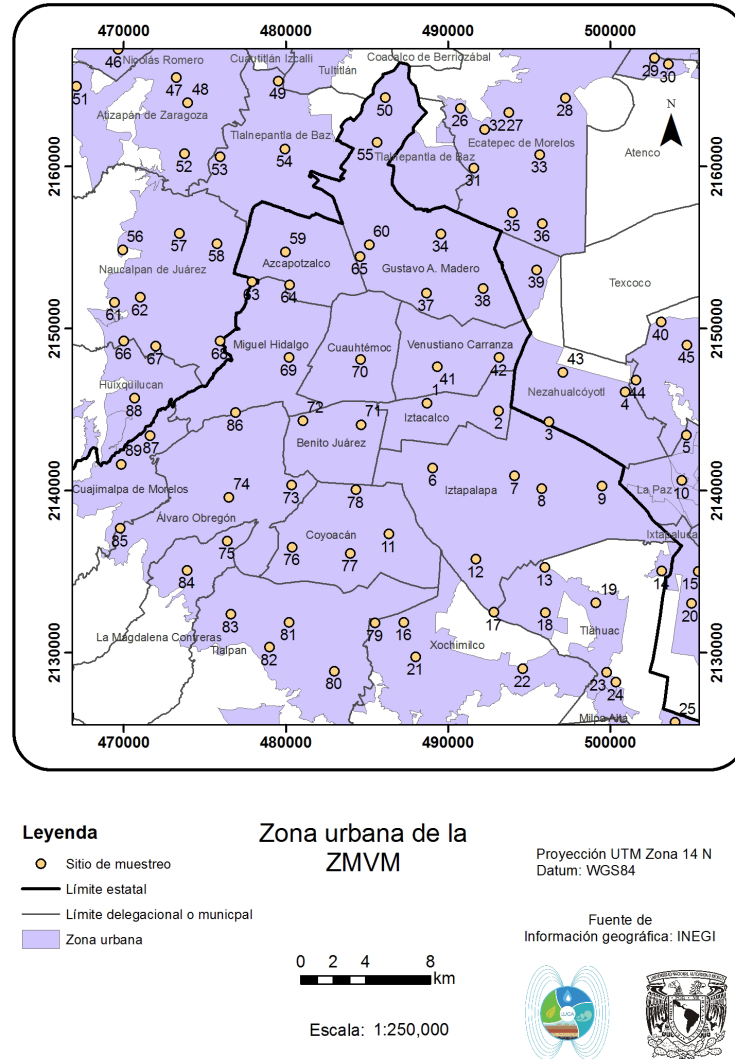 470000 480000 490000 500000
46
Nicolás Romero
Cuautitlán Izcalli
Coacalco de Berriozábal
29
30
51
47
48
49
Tultitlán
50
26
32
27
28
N
Atizapán de Zaragoza
Tlalnepantla de Baz
55
Tlalnepantla de Baz
Ecatepec de Morelos
Atenco
52
53
54
31
33
2160000
2160000
35
36
56
57
58
59
60
34
Naucalpan de Juárez
Azcapotzalco
65
Gustavo A. Madero
39
Texcoco
61
62
63
64
37
38
2150000
2150000
40
66
67
68
Miguel Hidalgo
69
Cuauhtémoc
70
Venustiano Carranza
42
43
45
41
Huixquilucan
Nezahualcóyotl
44
88
1
4
86
72
71
Iztacalco
2
3
Benito Juárez
5
89
87
6
Iztapalapa
7
8
9
La Paz
10
2140000
2140000
Cuajimalpa de Morelos
74
73
78
Álvaro Obregón
Coyoacán
11
Ixtapaluca
85
75
76
77
84
12
13
14
15
19
83
81
79
16
17
18
20
La Magdalena Contreras
Tlalpan
Xochimilco
Tláhuac
2130000
2130000
82
21
80
22
23
24
Milpa Alta
25
470000 480000 490000 500000
Leyenda
Sitio de muestreo
Límite estatal
Límite delegacional o municpal
Zona urbana
Zona urbana de la
ZMVM
0 2 4 8
km
Escala: 1:250,000
Proyección UTM Zona 14 N
Datum: WGS84
Fuente de
Información geográfica: INEGI